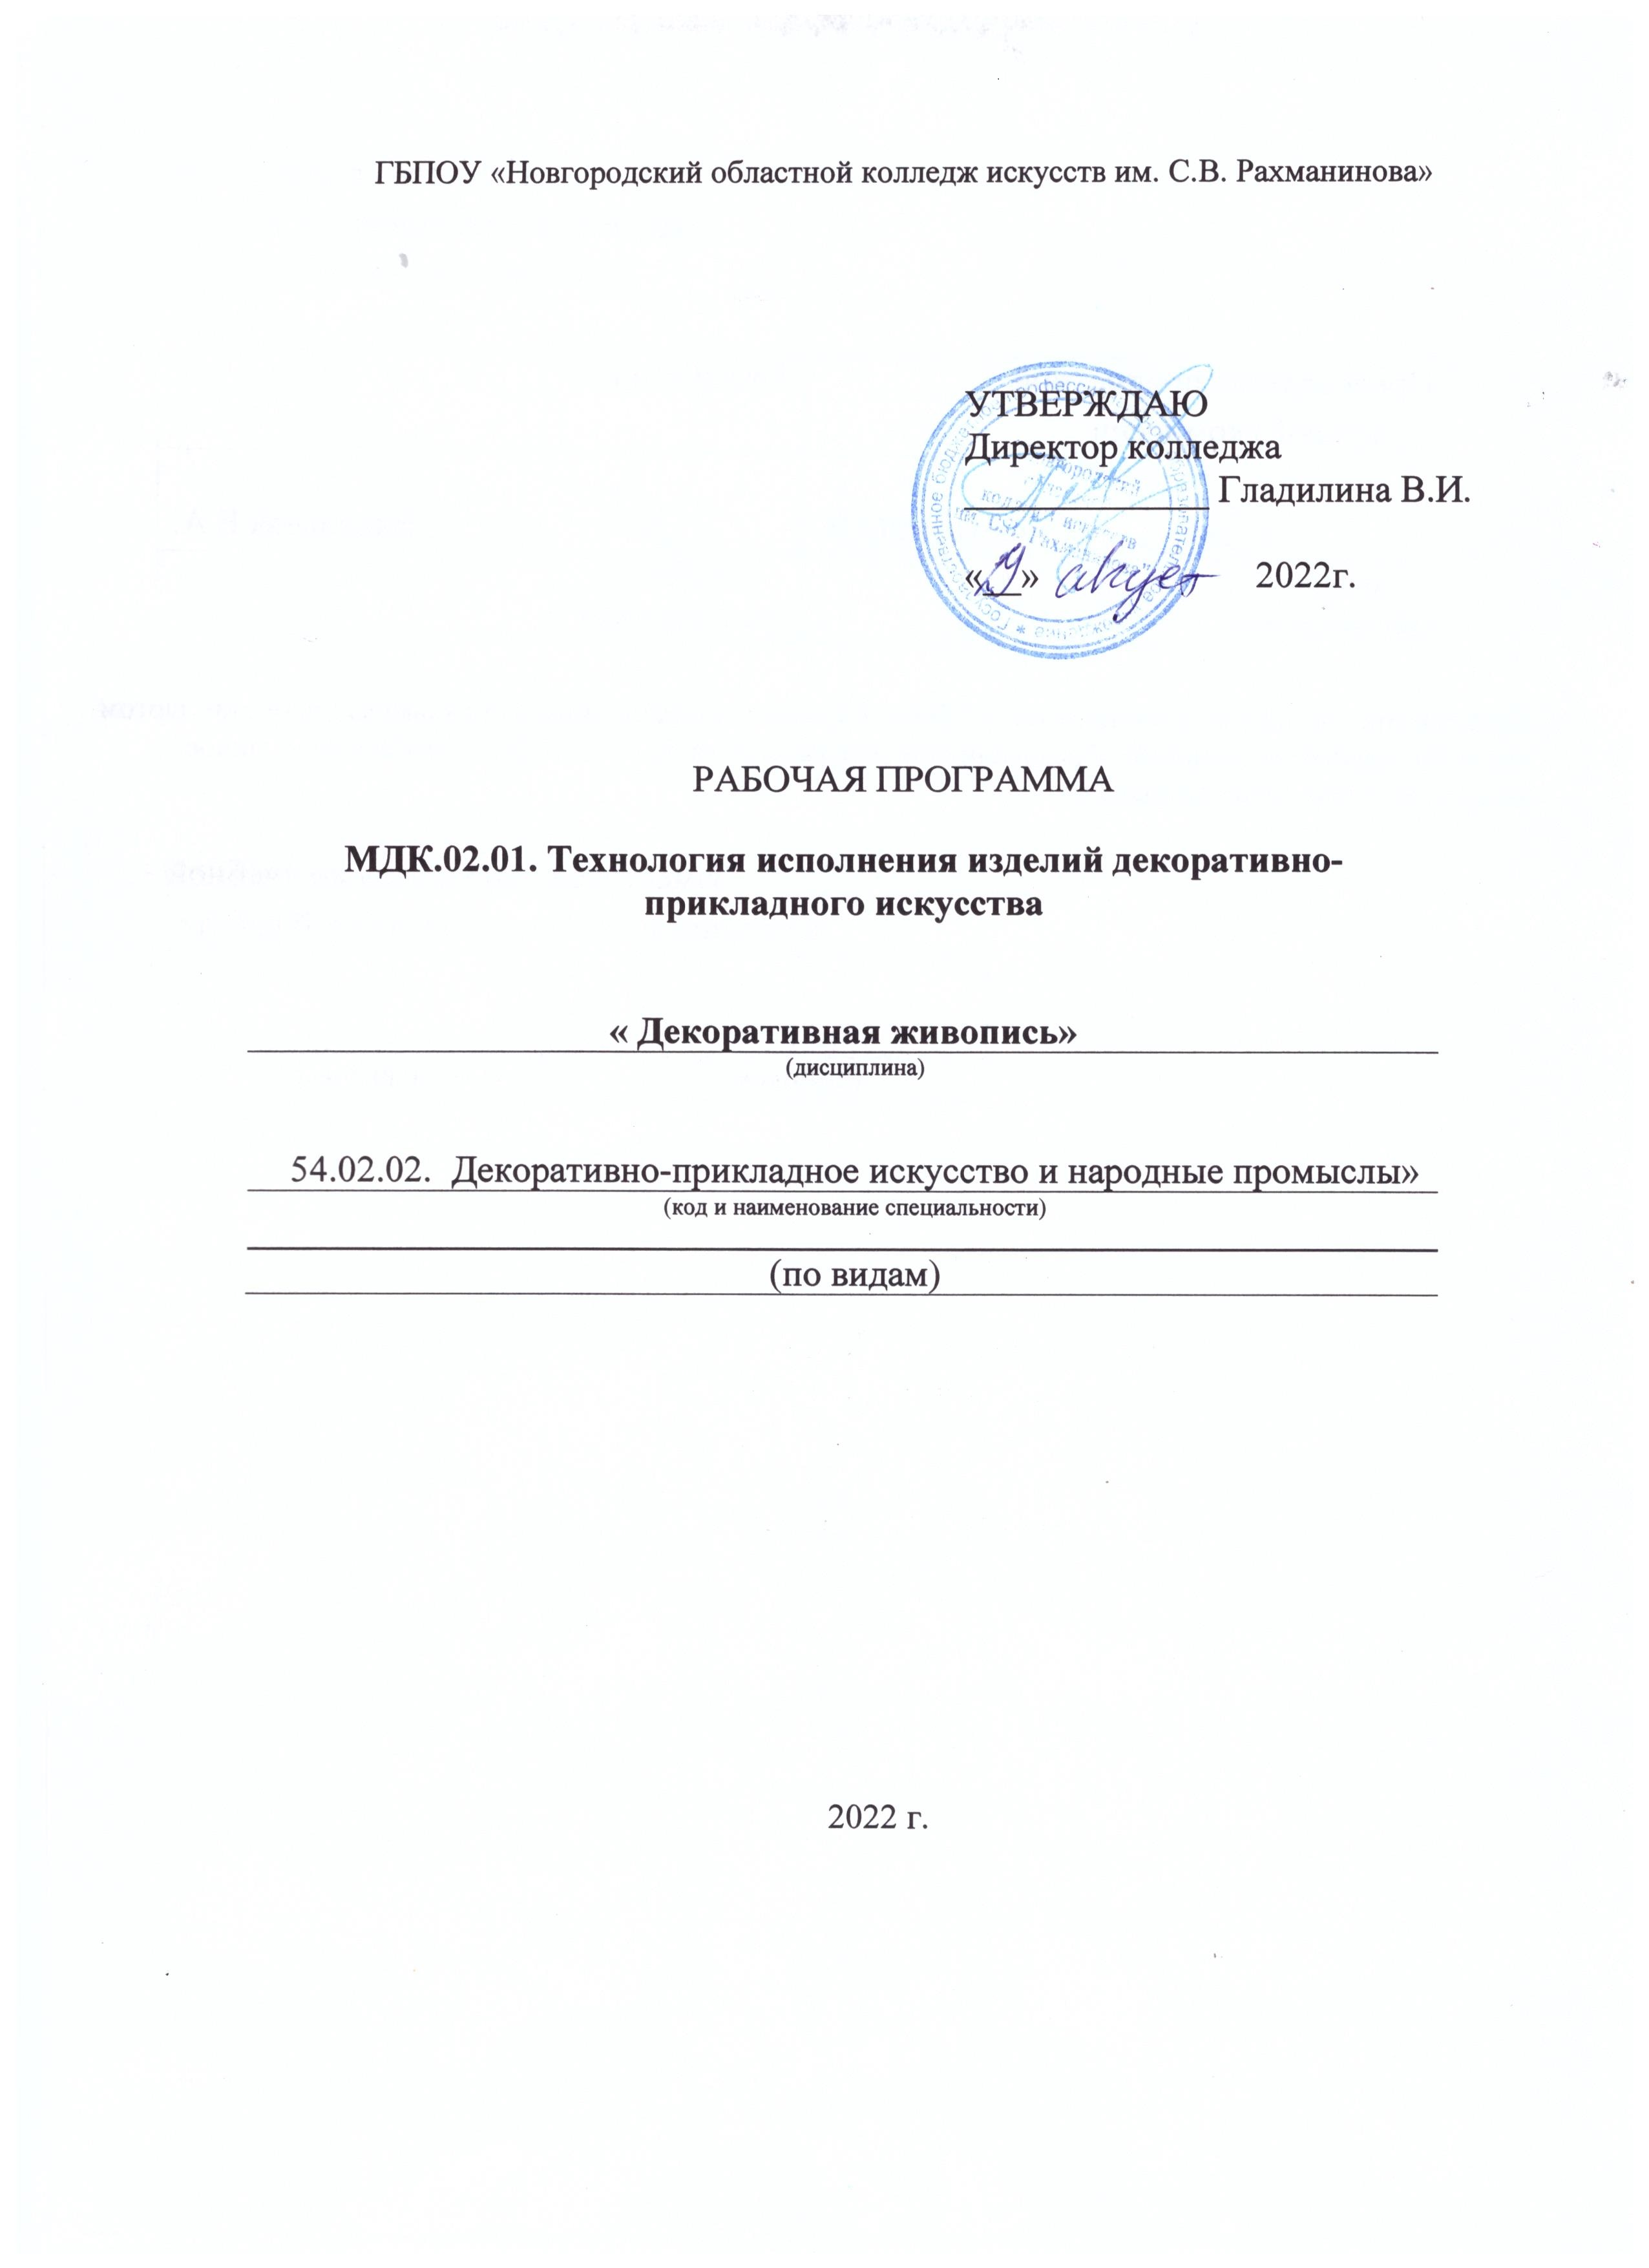 ГБПОУ «Новгородский областной колледж искусств им. С.В. Рахманинова»
УТВЕРЖДАЮ
Директор колледжа
Гладилина В.И.
«29» август 2022г.
РАБОЧАЯ ПРОГРАММА
МДК.02.01. Технология исполнения изделий декоративно-
прикладного искусства
« Декоративная живопись»
(дисциплина)
54.02.02. Декоративно-прикладное искусство и народные промыслы»
(код и наименование специальности)
(по видам)
2022 г.